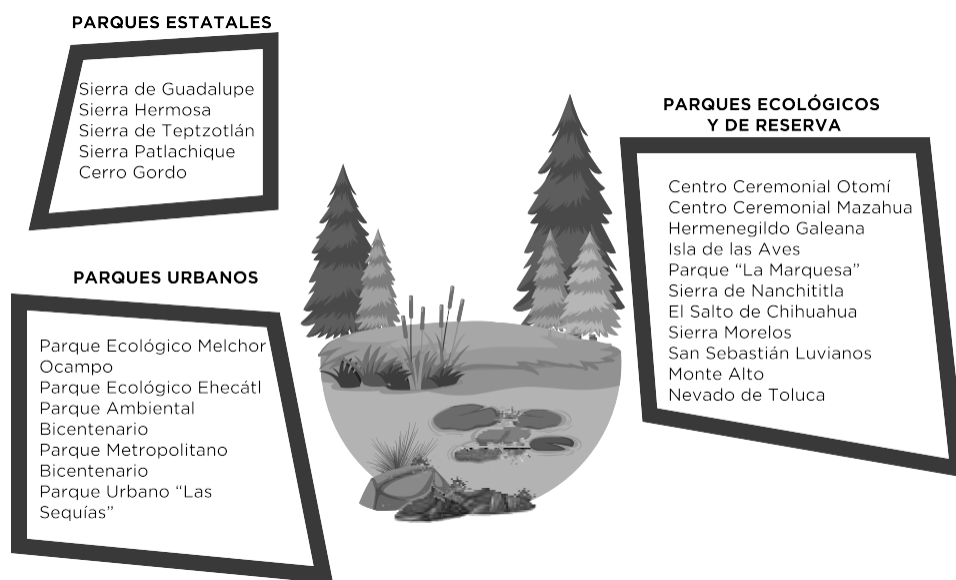 PARQUES ESTATALES
Sierra de Guadalupe
Sierra Hermosa
Sierra de Teptzotlán
Sierra Patlachique
Cerro Gordo
PARQUES URBANOS
Parque Ecológico Melchor
Ocampo
Parque Ecológico Ehecátl
Parque Ambiental
Bicentenario
Parque Metropolitano
Bicentenario
Parque Urbano “Las
Sequías”
PARQUES ECOLÓGICOS
Y DE RESERVA
Centro Ceremonial Otomí
Centro Ceremonial Mazahua
Hermenegildo Galeana
Isla de las Aves
Parque “La Marquesa”
Sierra de Nanchititla
El Salto de Chihuahua
Sierra Morelos
San Sebastián Luvianos
Monte Alto
Nevado de Toluca